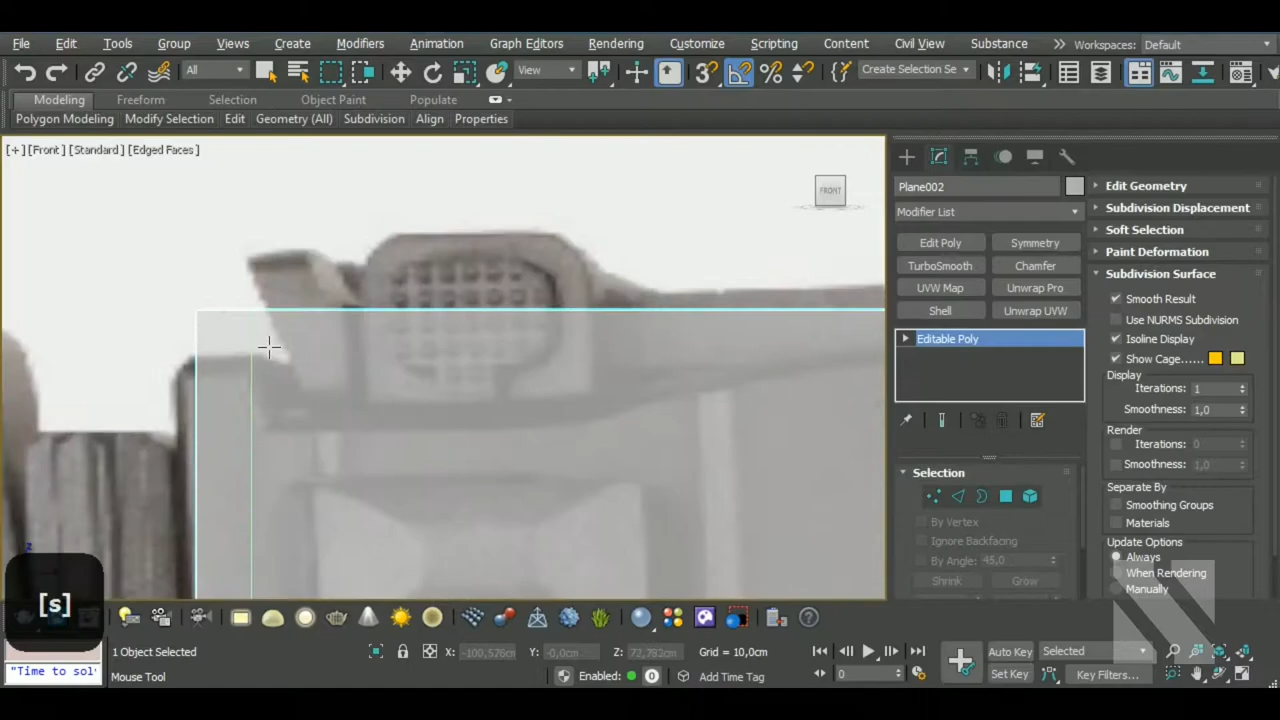 File Edit Tools Group Views Create Modifiers Animation Graph Editors Rendering Customize Scripting Content Civil View Substance Workspaces: Default
All View Create Selection Se
Modeling Freeform Selection Object Paint Populate
Polygon Modeling Modify Selection Edit Geometry (All) Subdivision Align Properties
[+] [Front] [Standard] [Edged Faces]
FRONT
Plane002
Modifier List
Edit Poly Symmetry
TurboSmooth Chamfer
UVW Map Unwrap Pro
Shell Unwrap UVW
Editable Poly
Selection
By Vertex
Ignore Backfacing
By Angle: 45,0
Shrink Grow
Edit Geometry
Subdivision Displacement
Soft Selection
Paint Deformation
Subdivision Surface
Smooth Result
Use NURMS Subdivision
Isoline Display
Show Cage......
Display
Iterations: 1
Smoothness: 1,0
Render
Iterations: 0
Smoothness: 1,0
Separate By
Smoothing Groups
Materials
Update Options
Always
When Rendering
Manually
z
[s]
"Time to sol
1 Object Selected
Mouse Tool
X: -100,576cm Y: -0,0cm Z: 72,782cm Grid = 10,0cm
Enabled: 0 Add Time Tag
0
Auto Key Selected
Set Key Key Filters...